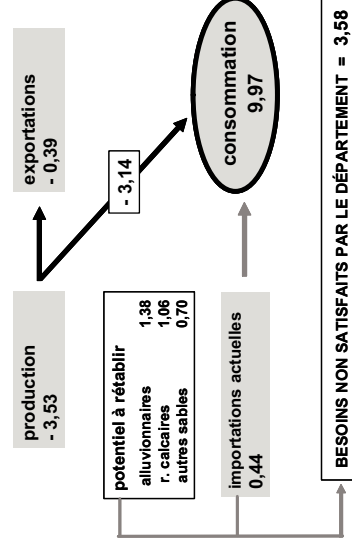 production
- 3,53
exportations
- 0,39
- 3,14
potentiel à rétablir
alluvionnaires 1,38
r. calcaires 1,06
autres sables 0,70
consommation
9,97
importations actuelles
0,44
BESOINS NON SATISFAITS PAR LE DÉPARTEMENT = 3,58